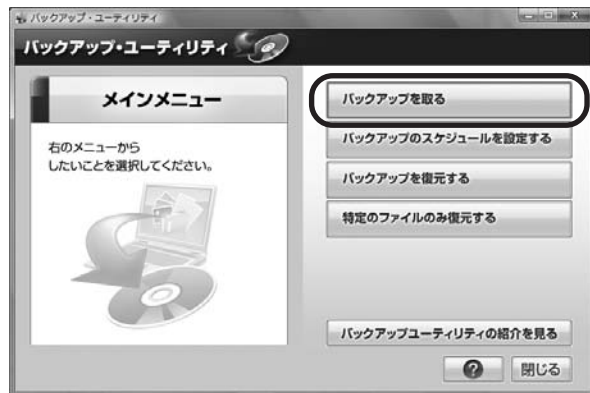 バックアップ・ユーティリティ
バックアップ・ユーティリティ
メインメニュー
右のメニューから
したいことを選択してください。
バックアップを取る
バックアップのスケジュールを設定する
バックアップを復元する
特定のファイルのみ復元する
バックアップユーティリティの紹介を見る
?
閉じる